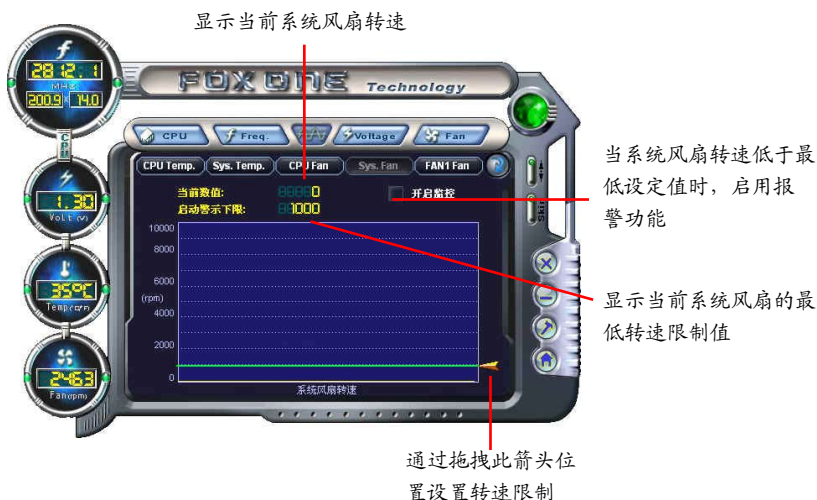 显示当前系统风扇转速
2812.1
MHz
200.9 x 14.0
FOX ONE Technology
CPU
CPU Freq. Voltage Fan
CPU Temp. Sys. Temp. CPU Fan Sys. Fan FAN1 Fan ?
当前数值: 0 开启监控
启动警示下限: 1000
当系统风扇转速低于最
低设定值时，启用报
警功能
Skin
1.30
Volt (v)
10000
8000
6000
(rpm)
4000
2000
0
系统风扇转速
35℃
显示当前系统风扇的最
低转速限制值
2463
Fan(rpm)
通过拖拽此箭头位
置设置转速限制